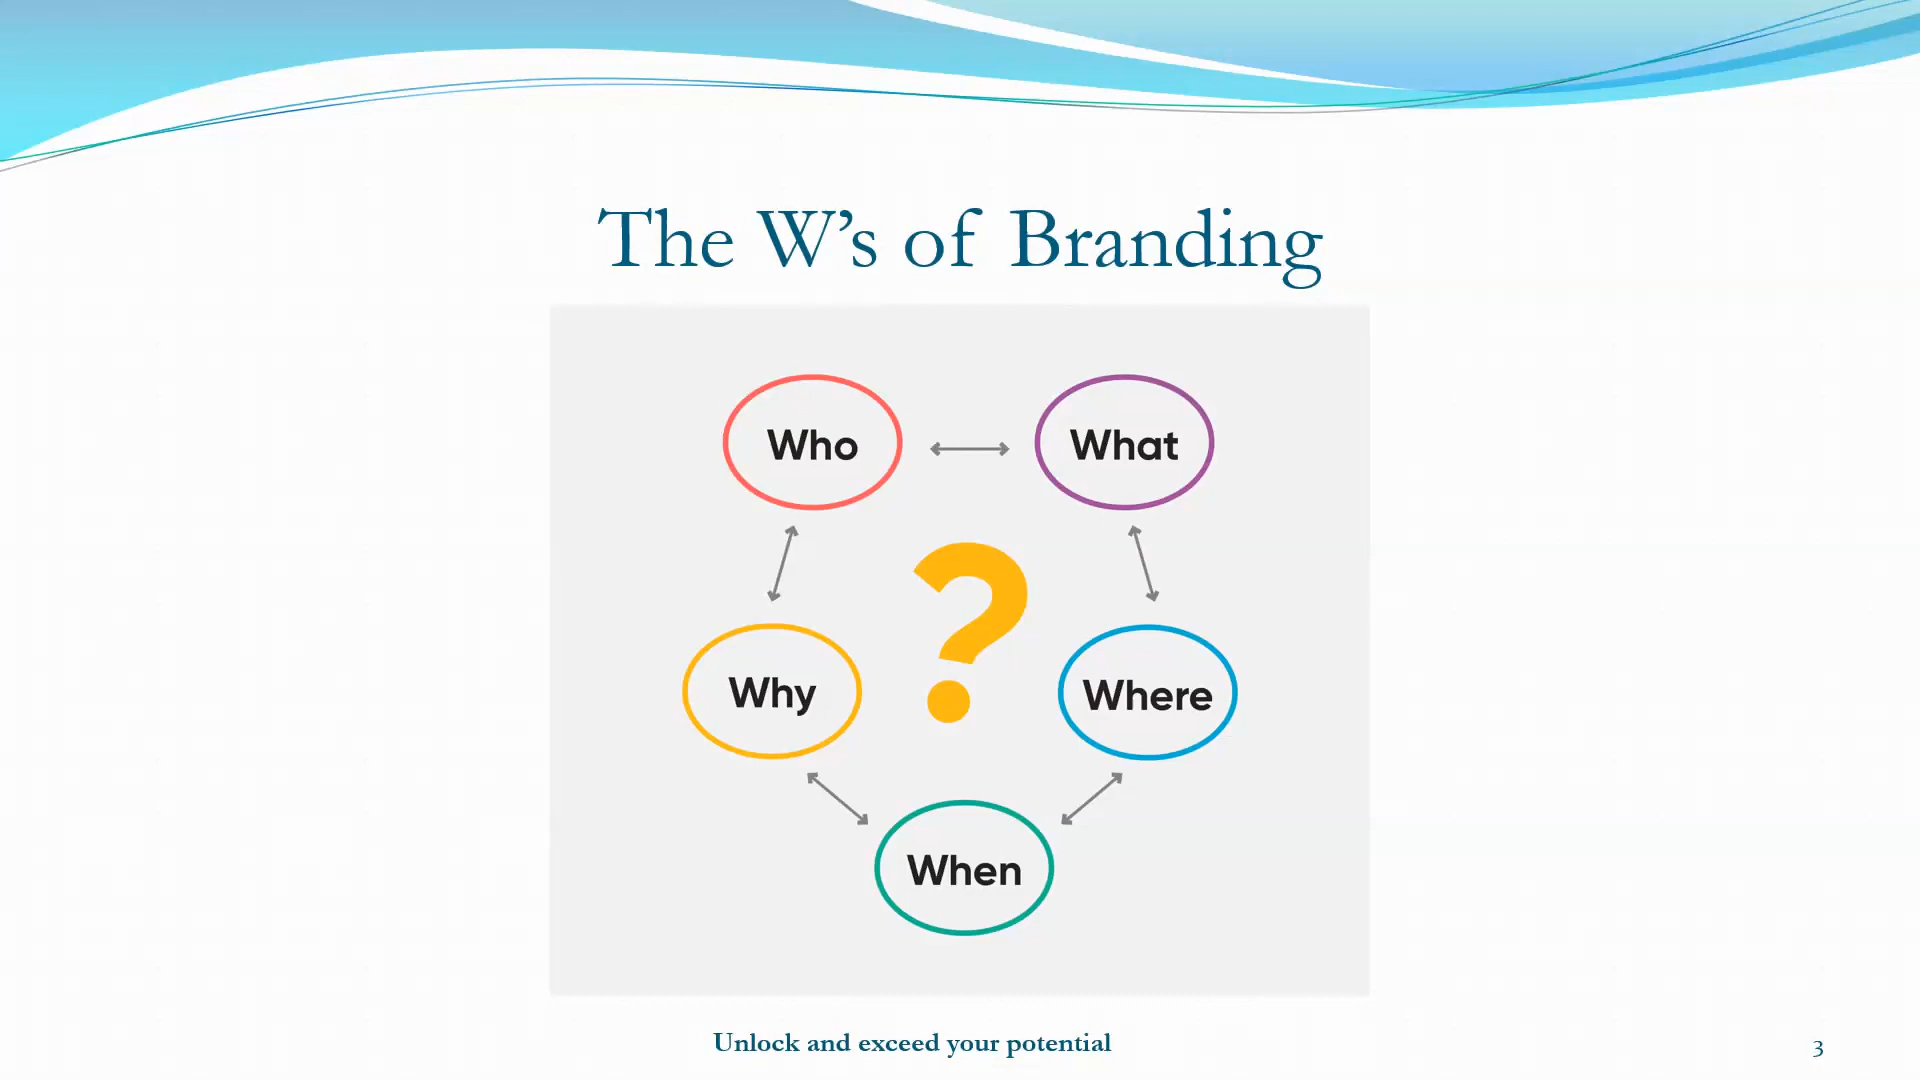 The W’s of Branding
Who
What
?
Why
Where
When
Unlock and exceed your potential
3